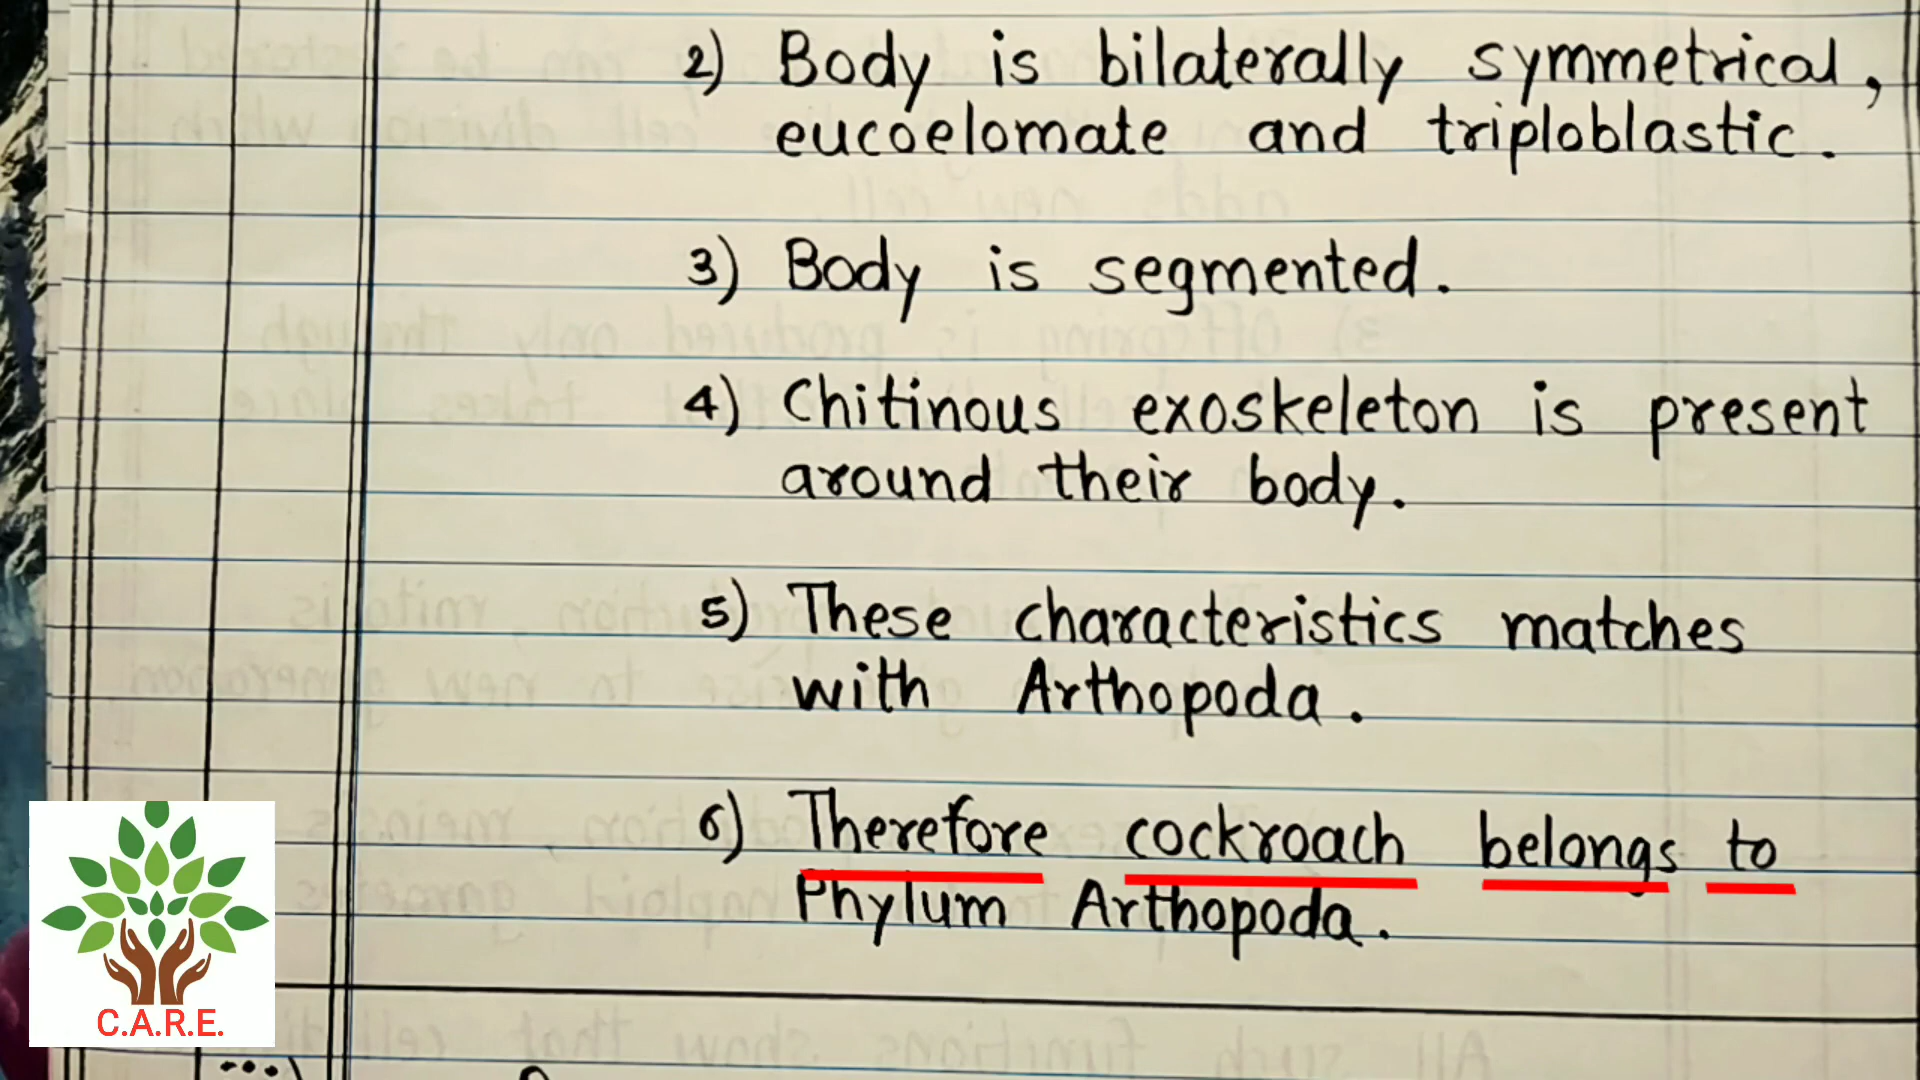 2) Body is bilaterally symmetrical,
eucoelomate and triploblastic.
3) Body is segmented.
4) Chitinous exoskeleton is present
around their body.
5) These characteristics matches
with Arthopoda.
6) Therefore cockroach belongs to
Phylum Arthopoda.
C.A.R.E.